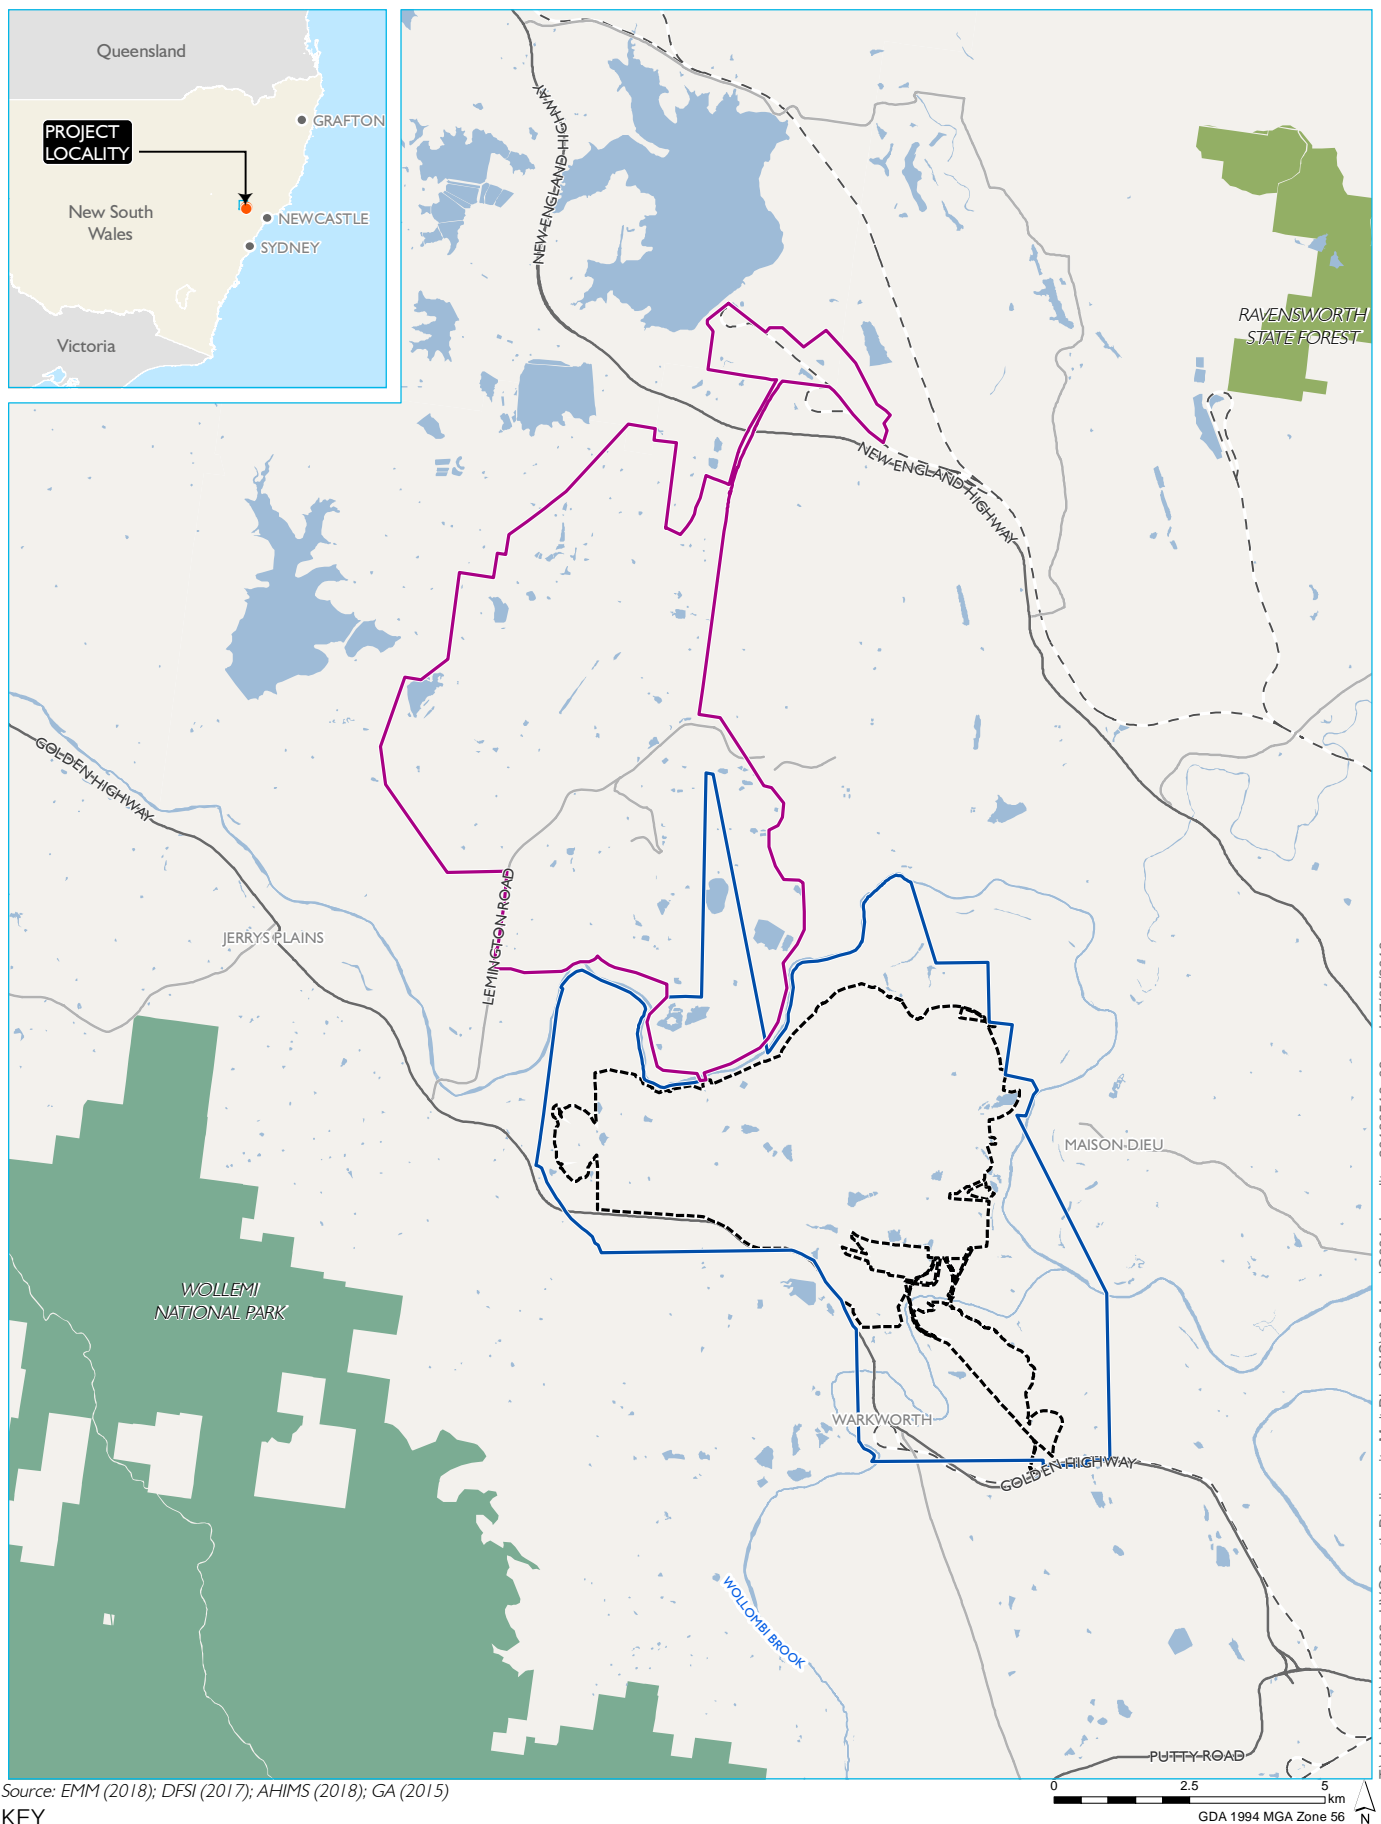 Queensland
GRAFTON
PROJECT
LOCALITY
New South
Wales
NEWCASTLE
SYDNEY
Victoria
NEW-ENGLAND-HIGHWAY
RAVENSWORTH
STATE FOREST
NEW-ENGLAND-HIGHWAY
GOLDEN-HIGHWAY
LEMINGTON-ROAD
JERRYS PLAINS
MAISON DIEU
WOLLEMI
NATIONAL PARK
WARKWORTH
GOLDEN-HIGHWAY
WOLLOMBI BROOK
PUTTY-ROAD
Source: EMM (2018); DFSI (2017); AHIMS (2018); GA (2015)
KEY
0 2.5 5
km
GDA 1994 MGA Zone 56
N